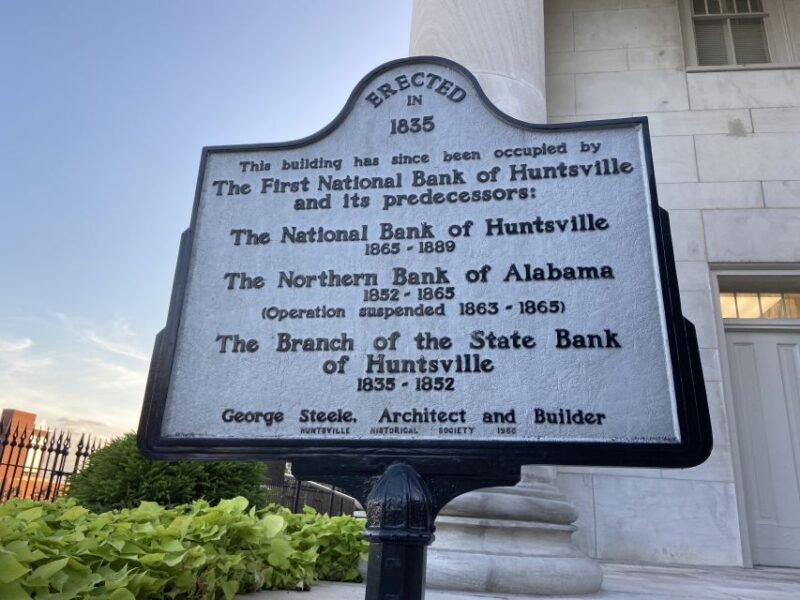 ERECTED
IN
1835
This building has since been occupied by
The First National Bank of Huntsville
and its predecessors:
The National Bank of Huntsville
1865 - 1889
The Northern Bank of Alabama
1852 - 1865
(Operation suspended 1863 - 1865)
The Branch of the State Bank
of Huntsville
1835 - 1852
George Steele, Architect and Builder
HUNTSVILLE HISTORICAL SOCIETY